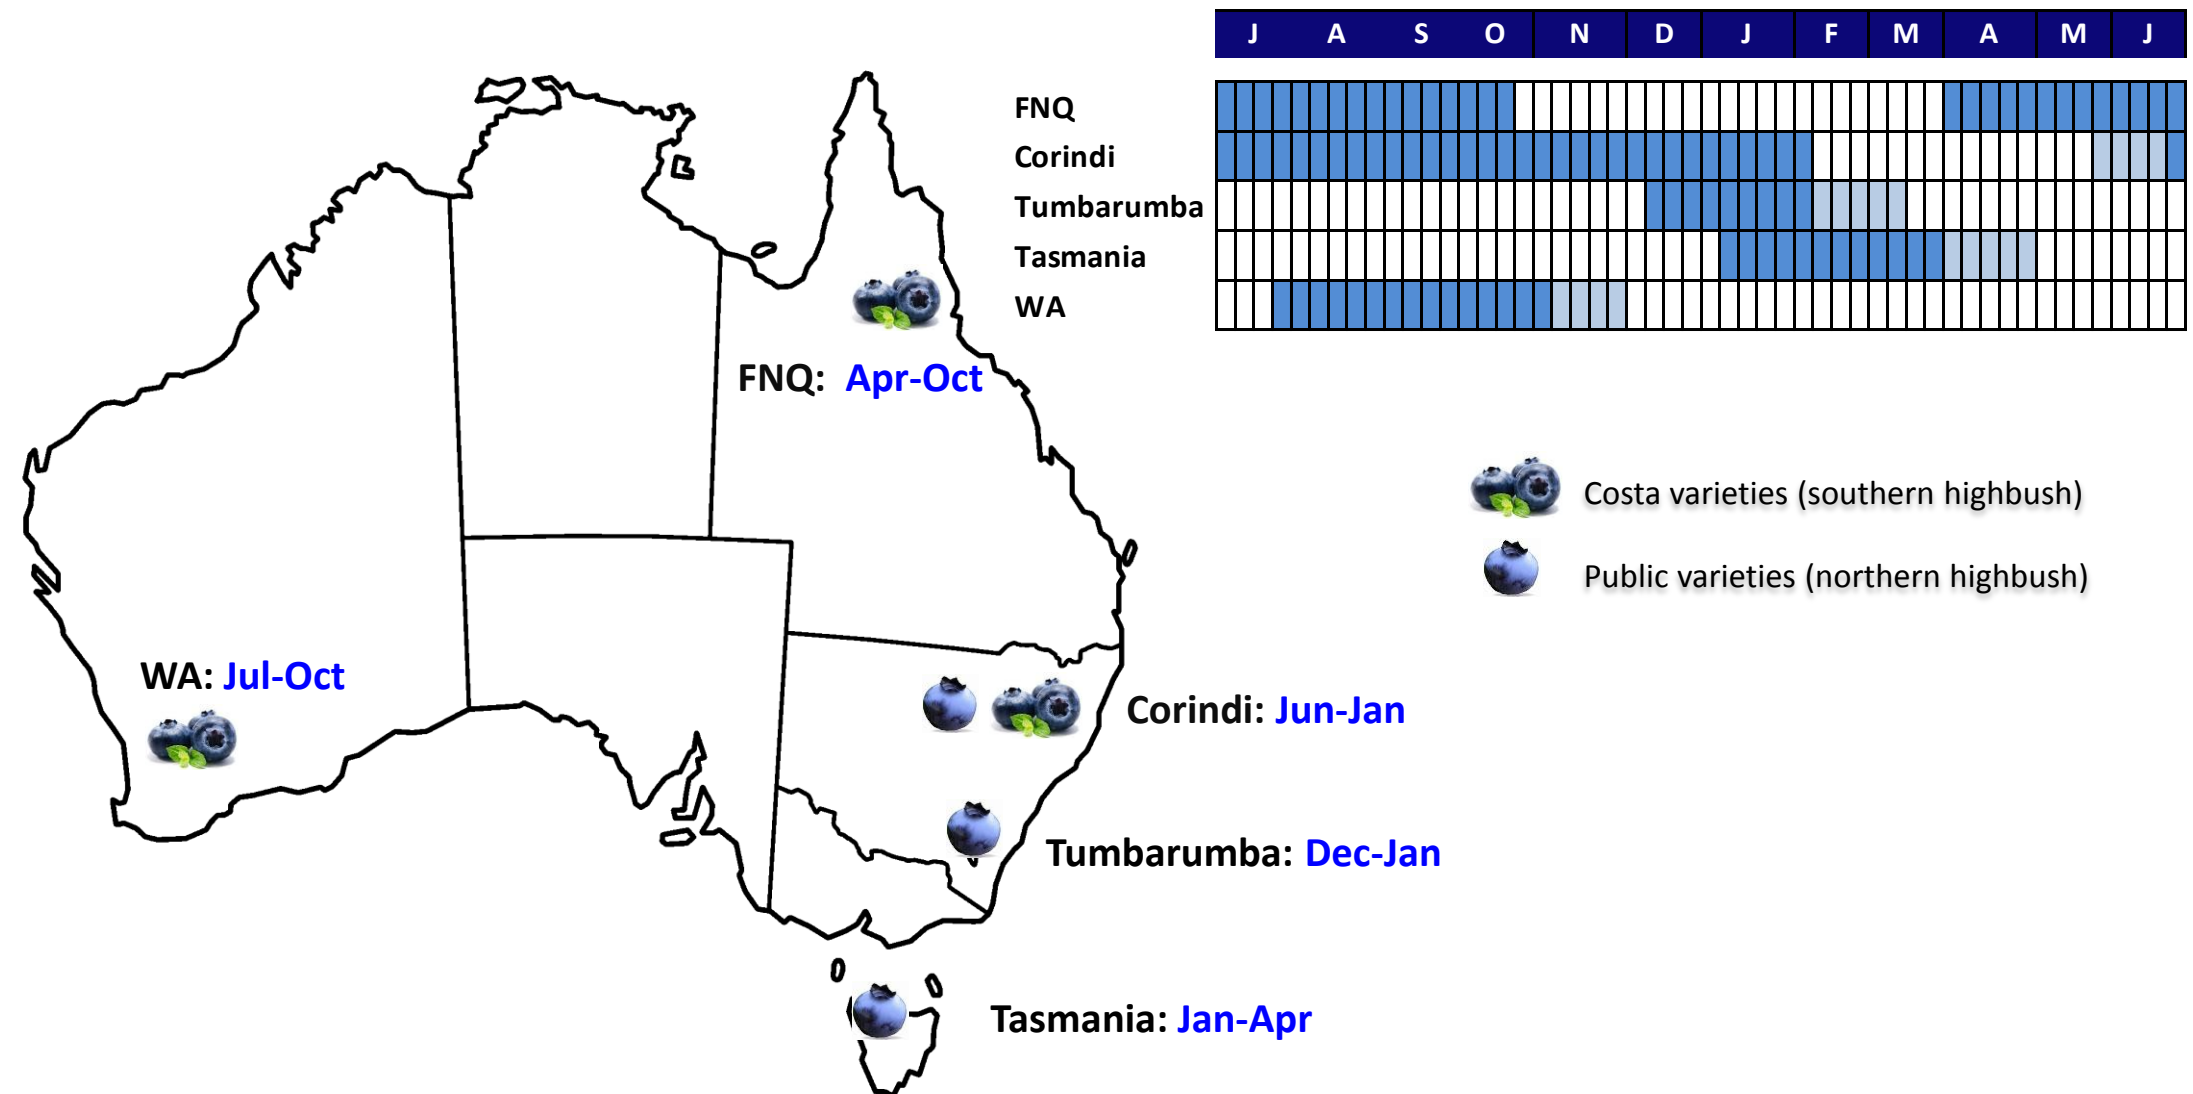 J A S O N D J F M A M J
FNQ
Corindi
Tumbarumba
Tasmania
WA
FNQ: Apr-Oct
Costa varieties (southern highbush)
Public varieties (northern highbush)
WA: Jul-Oct
Corindi: Jun-Jan
Tumbarumba: Dec-Jan
Tasmania: Jan-Apr